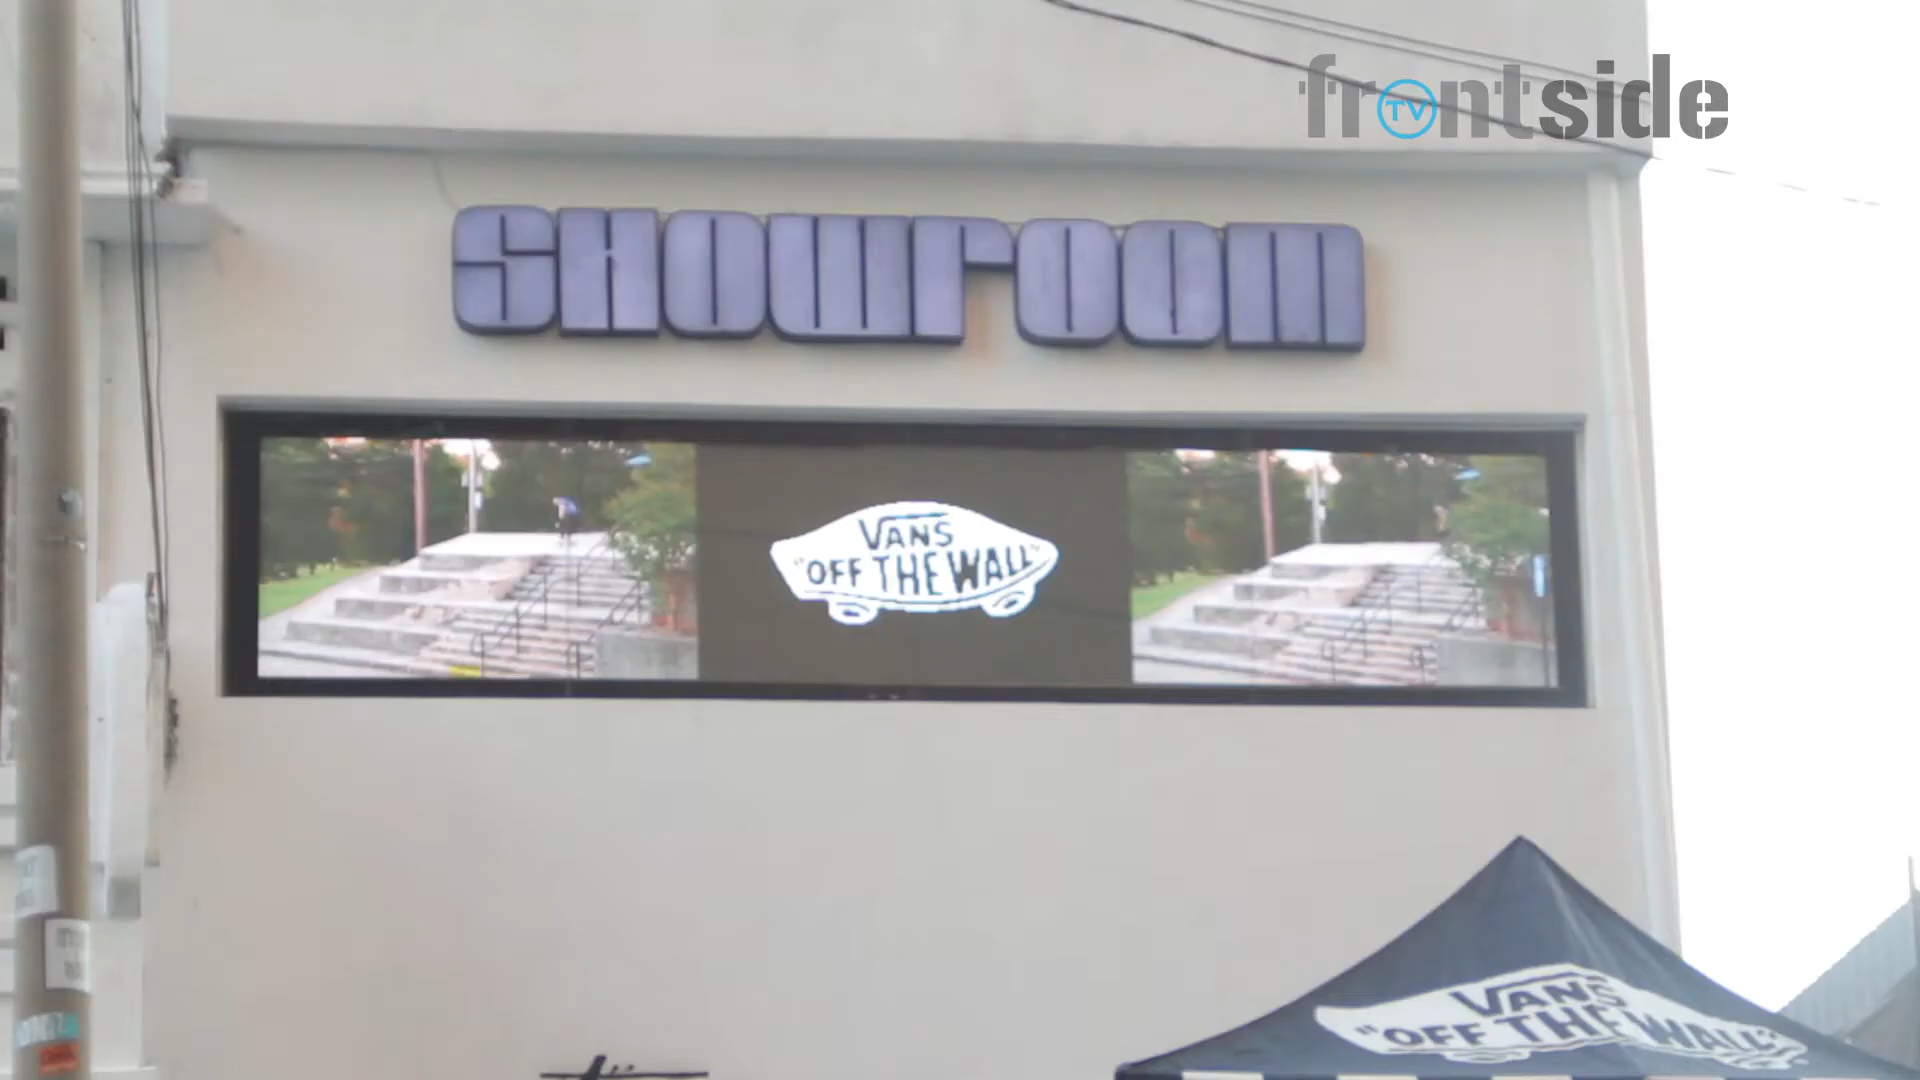 frontside
TV
SHOWrOOM
VANS
"OFF THE WALL"
VANS
"OFF THE WALL"